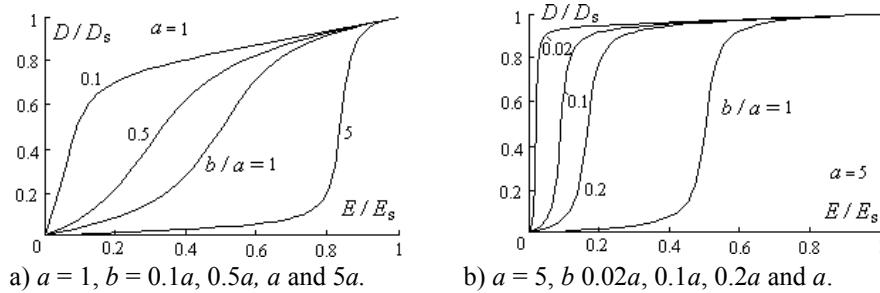 D / Ds
a = 1
1
0.8
0.6
0.4
0.2
0
0.2
0.4
0.6
0.8
1
0.1
0.5
b / a = 1
5
E / Es
D / Ds
1
0.8
0.6
0.4
0.2
0
0.2
0.4
0.6
0.8
0.02
0.1
0.2
b / a = 1
a = 5
E / Es
a) a = 1, b = 0.1a, 0.5a, a and 5a.
b) a = 5, b 0.02a, 0.1a, 0.2a and a.